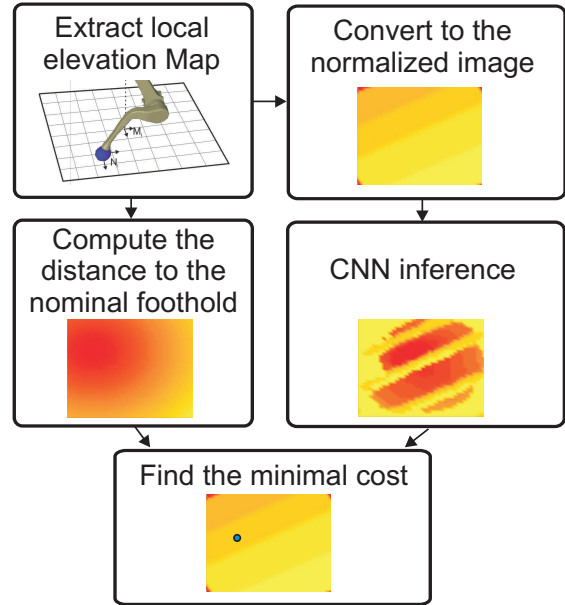 Extract local
elevation Map
M
N
Convert to the
normalized image
Compute the
distance to the
nominal foothold
CNN inference
Find the minimal cost